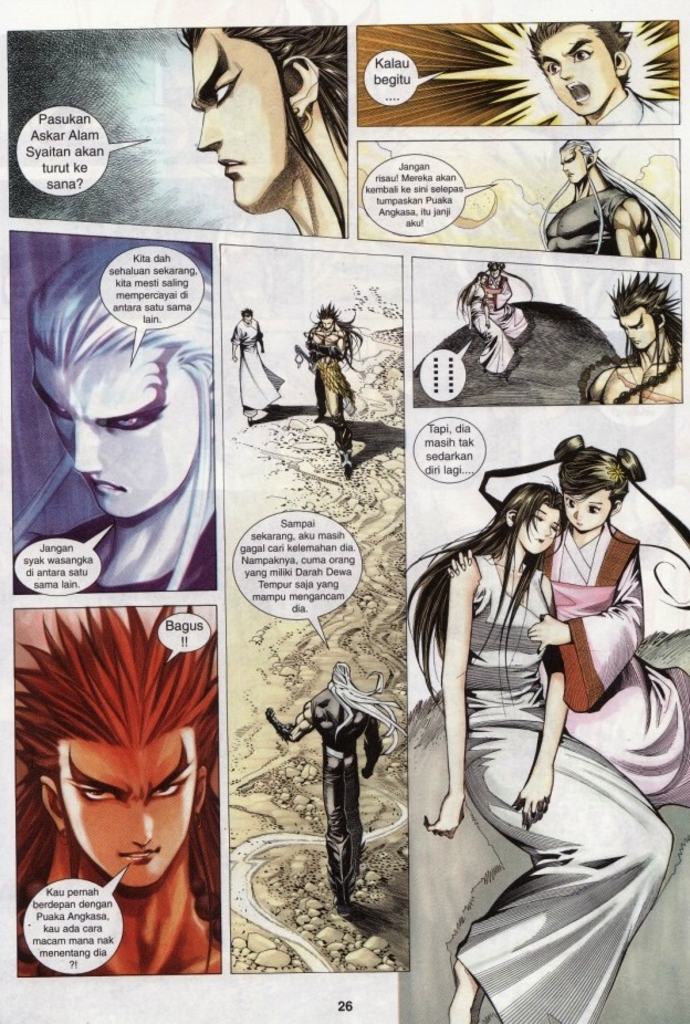 Pasukan
Askar Alam
Syaitan akan
turut ke
sana?
Kalau
begitu
....
Jangan
risau! Mereka akan
kembali ke sini selepas
tumpaskan Puaka
Angkasa, itu janji
aku!
Kita dah
sehaluan sekarang,
kita mesti saling
mempercayai di
antara satu sama
lain.
Jangan
syak wasangka
di antara satu
sama lain.
Bagus
!!
Kau pernah
berdepan dengan
Puaka Angkasa,
kau ada cara
macam mana nak
menentang dia
?!
Sampai
sekarang, aku masih
gagal cari kelemahan dia.
Nampaknya, cuma orang
yang miliki Darah Dewa
Tempur saja yang
mampu mengancam
dia.
Tapi, dia
masih tak
sedarkan
diri lagi....
26